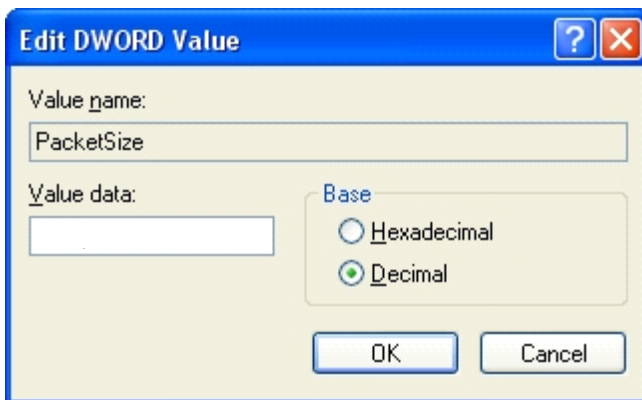 Edit DWORD Value
Value name:
PacketSize
Value data:
Base
Hexadecimal
Decimal
OK Cancel